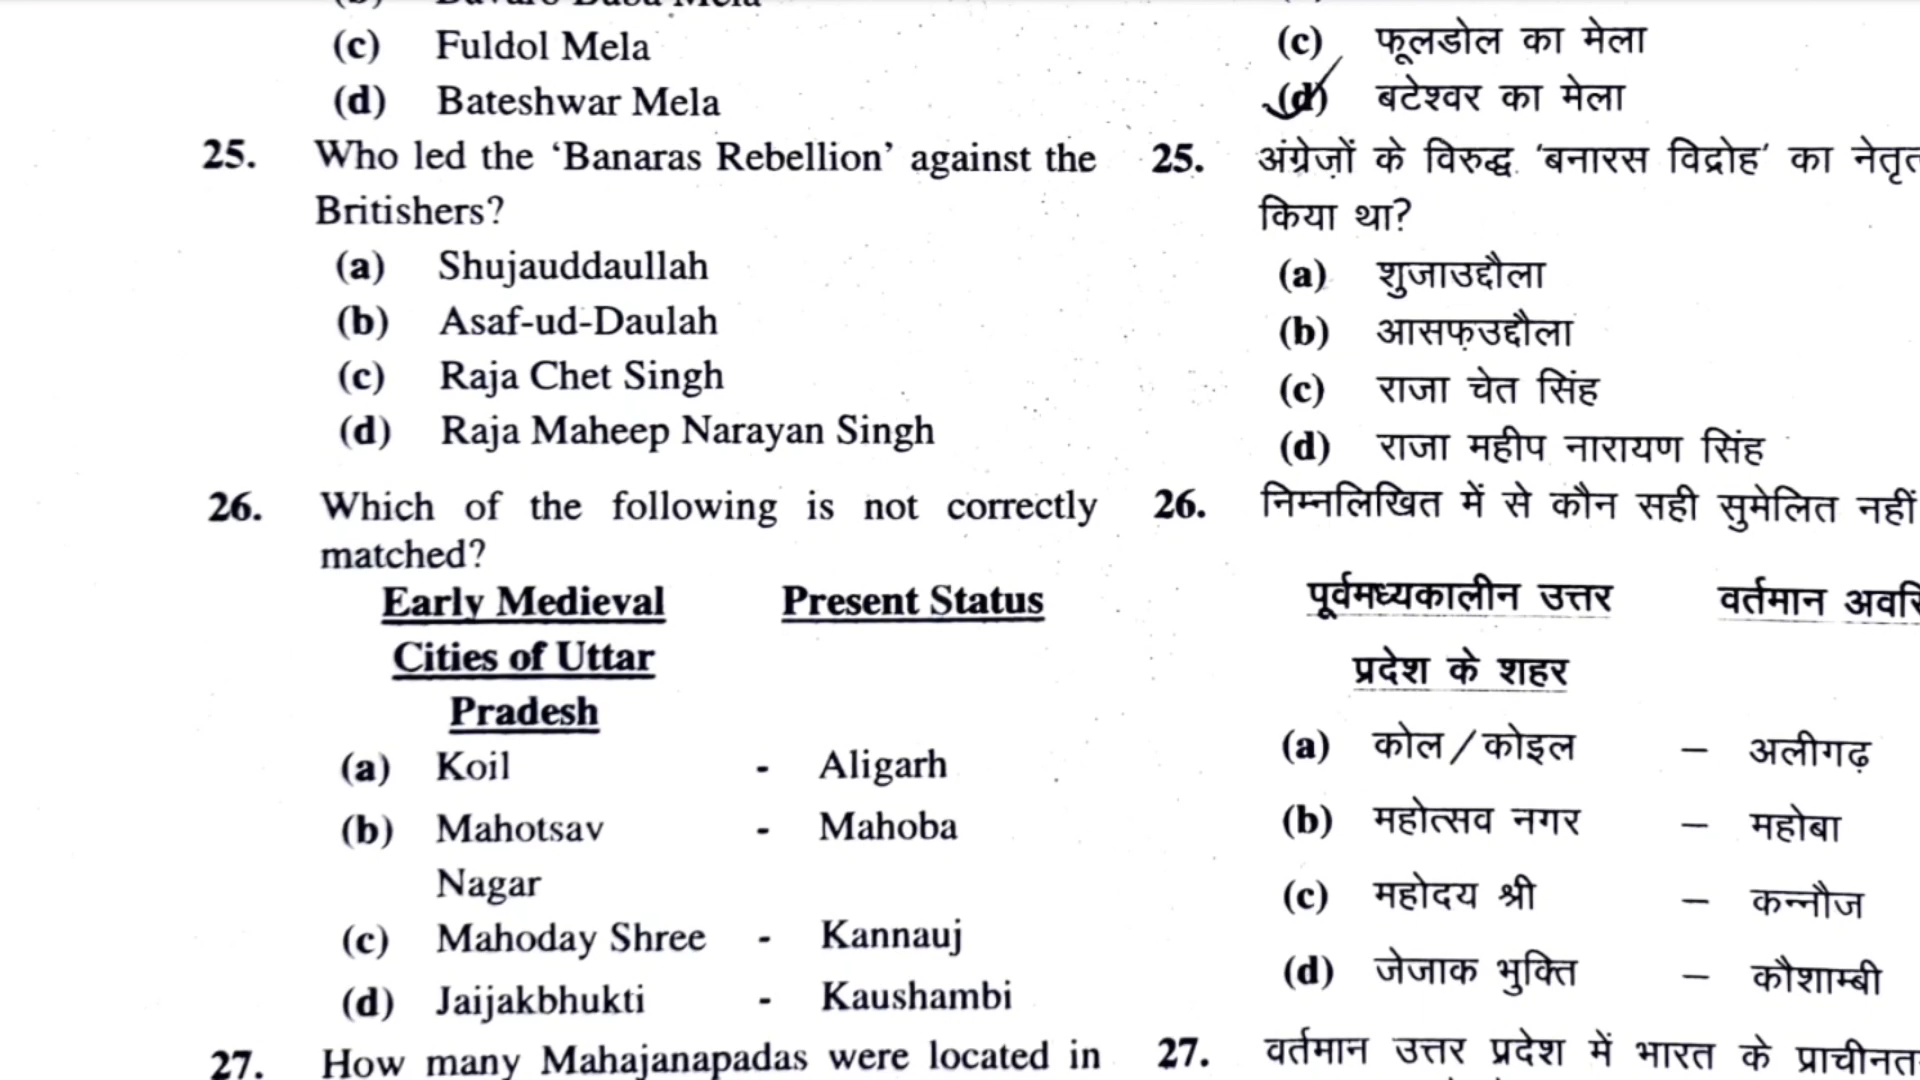 (c) Fuldol Mela
(d) Bateshwar Mela
25. Who led the ‘Banaras Rebellion’ against the
Britishers?
(a) Shujauddaullah
(b) Asaf-ud-Daulah
(c) Raja Chet Singh
(d) Raja Maheep Narayan Singh
26. Which of the following is not correctly
matched?
Early Medieval Present Status
Cities of Uttar
Pradesh
(a) Koil - Aligarh
(b) Mahotsav - Mahoba
Nagar
(c) Mahoday Shree - Kannauj
(d) Jaijakbhukti - Kaushambi
27. How many Mahajanapadas were located in
(c) फूलडोल का मेला
(d) बटेश्वर का मेला
25. अंग्रेज़ों के विरुद्ध ‘बनारस विद्रोह’ का
किया था?
(a) शुजाउद्दौला
(b) आसफ़उद्दौला
(c) राजा चेत सिंह
(d) राजा महीप नारायण सिंह
26. निम्नलिखित में से कौन सही सुमेलित नहीं
पूर्वमध्यकालीन उत्तर वर्तमान
प्रदेश के शहर
(a) कोल/कोइल – अलीगढ़
(b) महोत्सव नगर – महोबा
(c) महोदय श्री – कन्नौज
(d) जेजाक भुक्ति – कौशाम्बी
27. वर्तमान उत्तर प्रदेश में भारत के